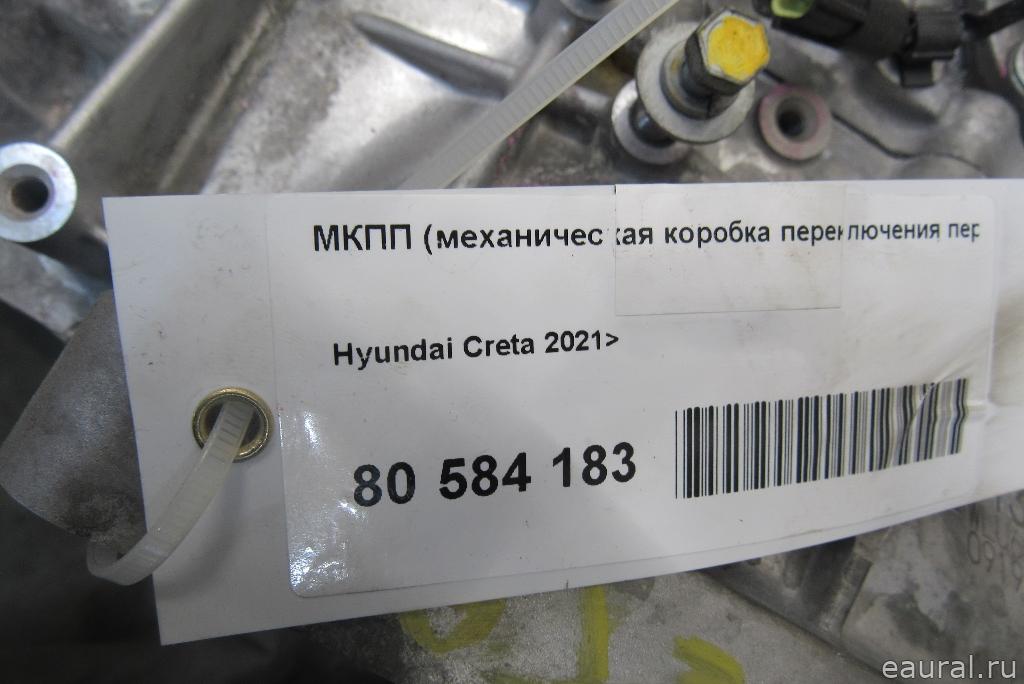 МКПП (механическая коробка переключения пер
Hyundai Creta 2021>
80 584 183
eaural.ru